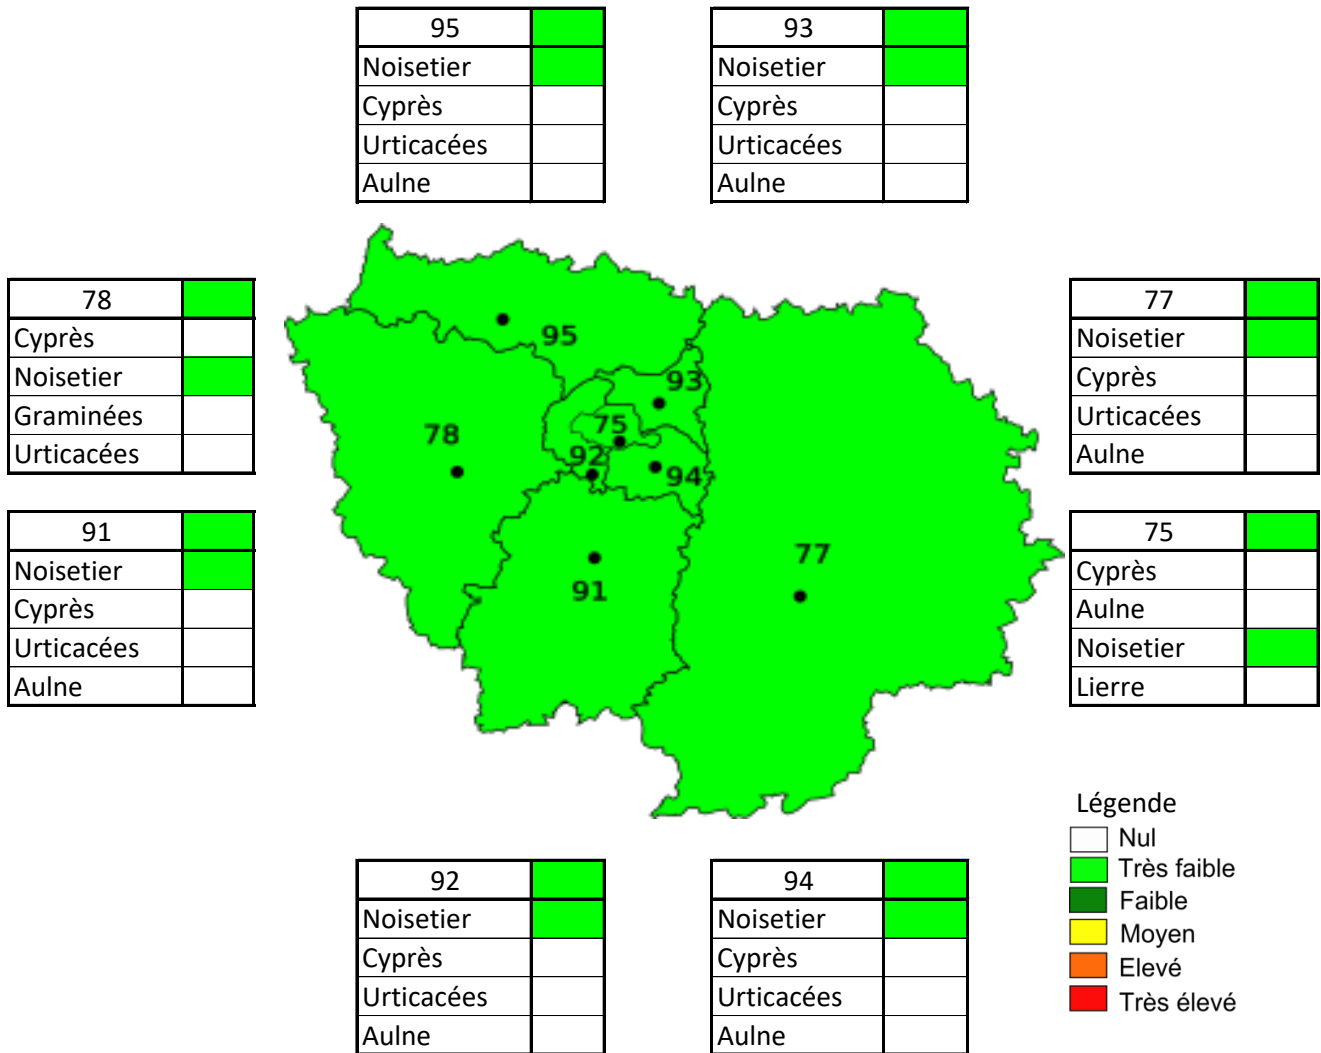 95
Noisetier
Cyprès
Urticacées
Aulne
93
Noisetier
Cyprès
Urticacées
Aulne
78
Cyprès
Noisetier
Graminées
Urticacées
91
Noisetier
Cyprès
Urticacées
Aulne
95
93
78
75
92
94
77
91
77
Noisetier
Cyprès
Urticacées
Aulne
75
Cyprès
Aulne
Noisetier
Lierre
Légende
Nul
Très faible
Faible
Moyen
Elevé
Très élevé
92
Noisetier
Cyprès
Urticacées
Aulne
94
Noisetier
Cyprès
Urticacées
Aulne